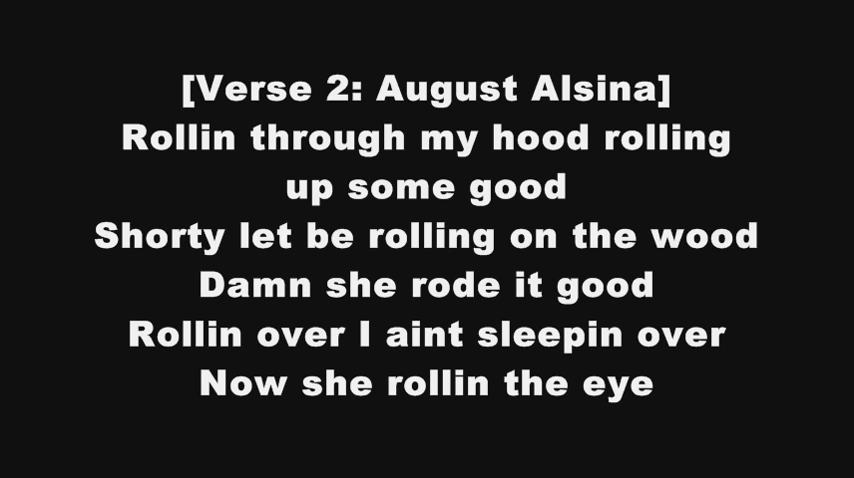 [Verse 2: August Alsina]
Rollin through my hood rolling
up some good
Shorty let be rolling on the wood
Damn she rode it good
Rollin over I aint sleepin over
Now she rollin the eye